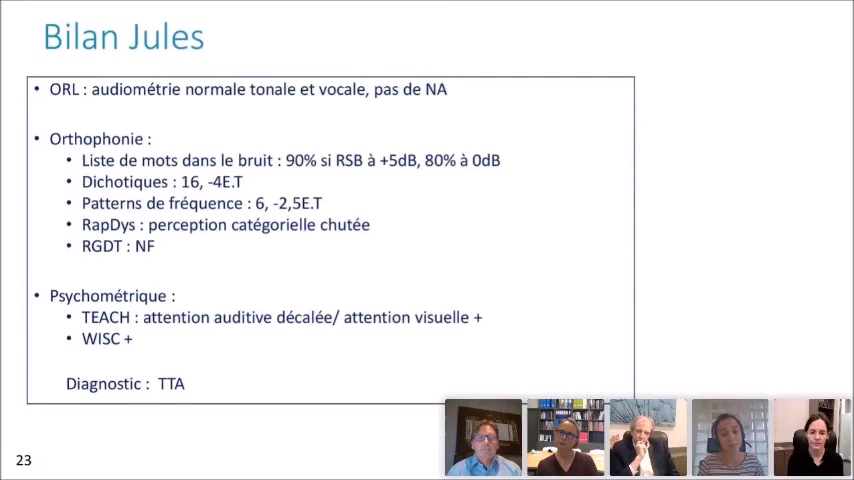 Bilan Jules
• ORL : audiométrie normale tonale et vocale, pas de NA
• Orthophonie :
• Liste de mots dans le bruit : 90% si RSB à +5dB, 80% à 0dB
• Dichotiques : 16, -4E.T
• Patterns de fréquence : 6, -2,5E.T
• RapDys : perception catégorielle chutée
• RGDT : NF
• Psychométrique :
• TEACH : attention auditive décalée/ attention visuelle +
• WISC +
Diagnostic : TTA
23